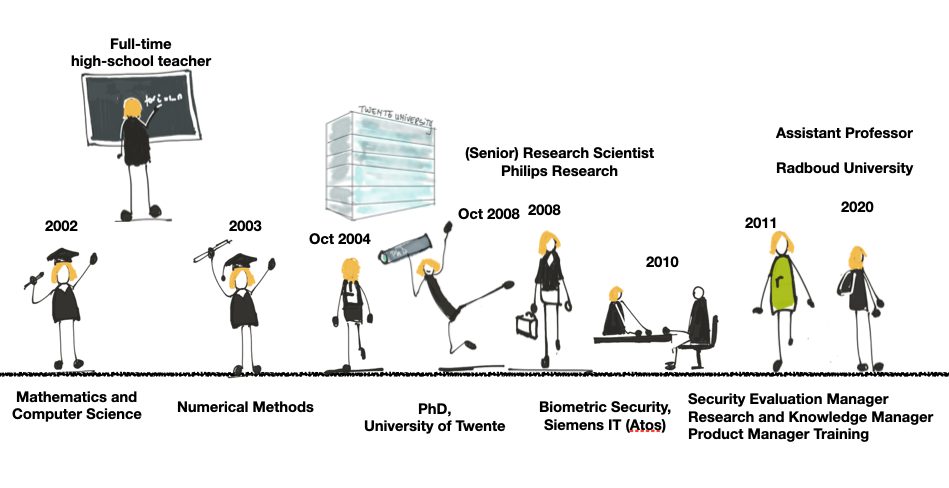 Full-time
high-school teacher
TWENTE UNIVERSITY
(Senior) Research Scientist
Philips Research
Assistant Professor
Radboud University
2002
2003
Oct 2004
Oct 2008
2008
2010
2011
2020
Mathematics and
Computer Science
Numerical Methods
PhD,
University of Twente
Biometric Security,
Siemens IT (Atos)
Security Evaluation Manager
Research and Knowledge Manager
Product Manager Training